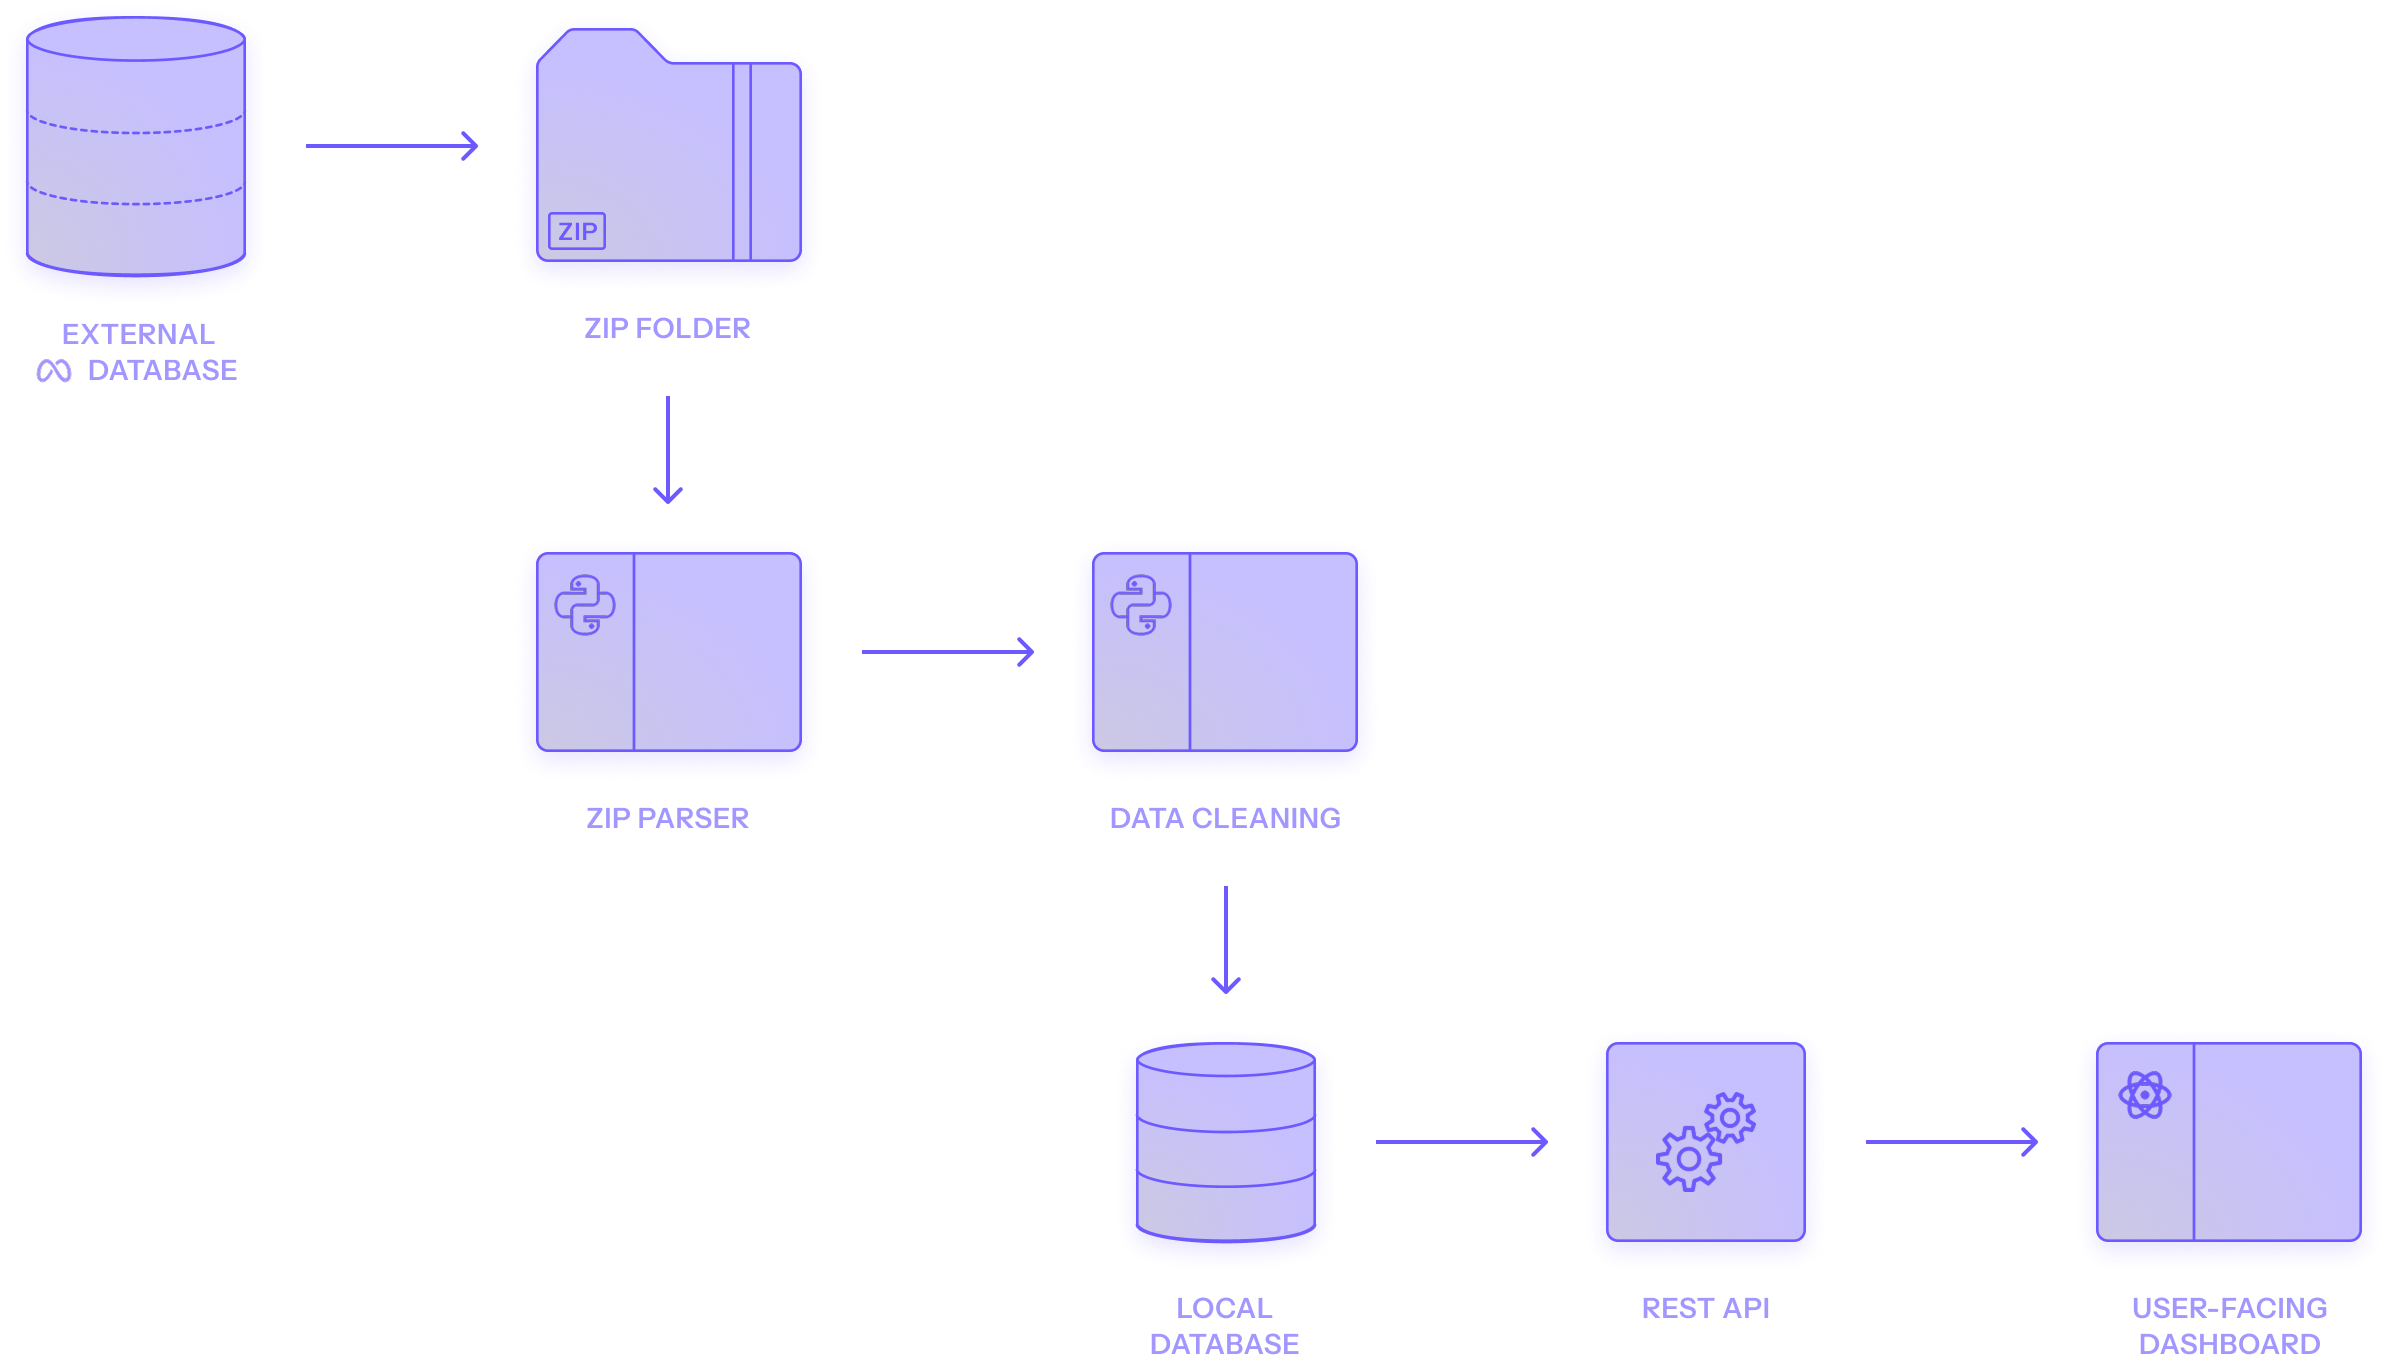 ZIP
EXTERNAL
DATABASE
ZIP FOLDER
ZIP PARSER
DATA CLEANING
LOCAL
DATABASE
REST API
USER-FACING
DASHBOARD